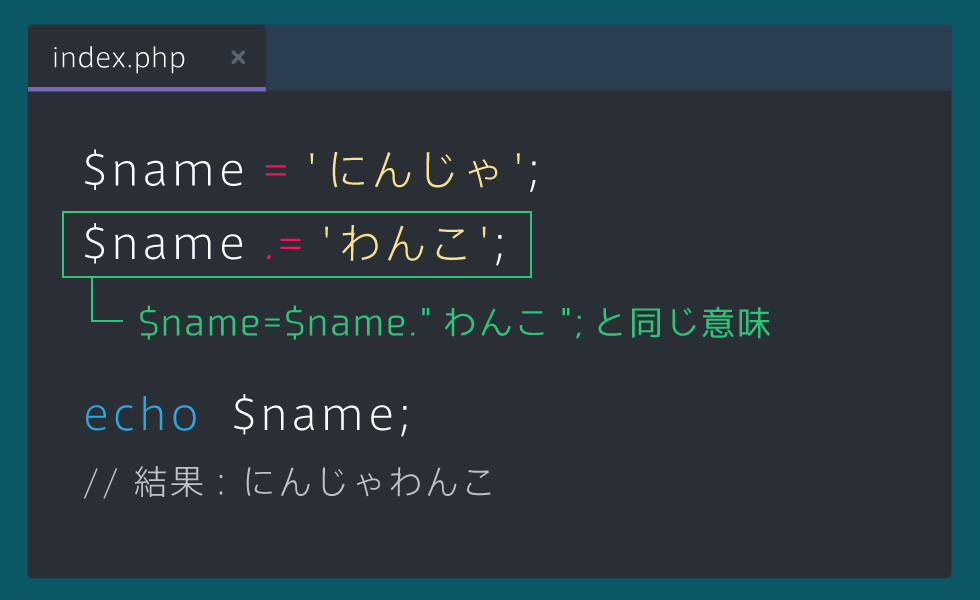 index.php ×
$name = 'にんじゃ';
$name .= 'わんこ';
$name=$name."わんこ";と同じ意味
echo $name;
// 結果：にんじゃわんこ